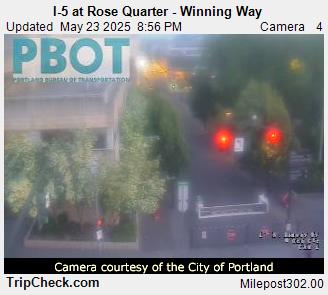 I-5 at Rose Quarter - Winning Way
Updated May 23 2025 8:56 PM Camera 4
PBOT
PORTLAND BUREAU OF TRANSPORTATION
Camera courtesy of the City of Portland
TripCheck.com Milepost302.00